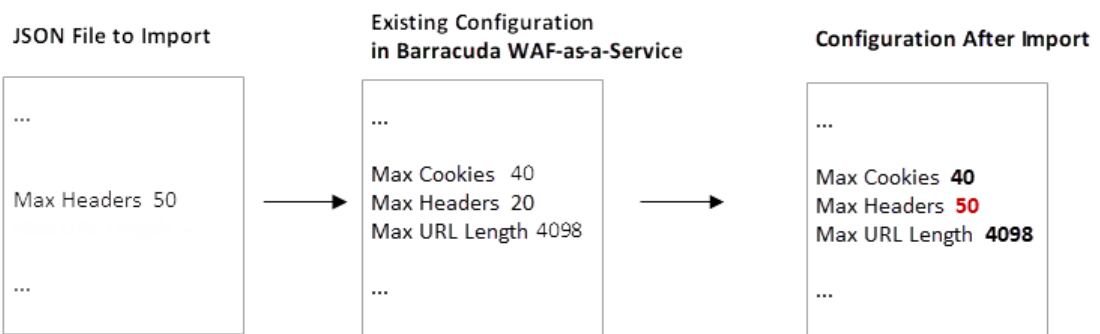 JSON File to Import
...
Max Headers 50
...
Existing Configuration
in Barracuda WAF-as-a-Service
...
Max Cookies 40
Max Headers 20
Max URL Length 4098
...
Configuration After Import
...
Max Cookies 40
Max Headers 50
Max URL Length 4098
...